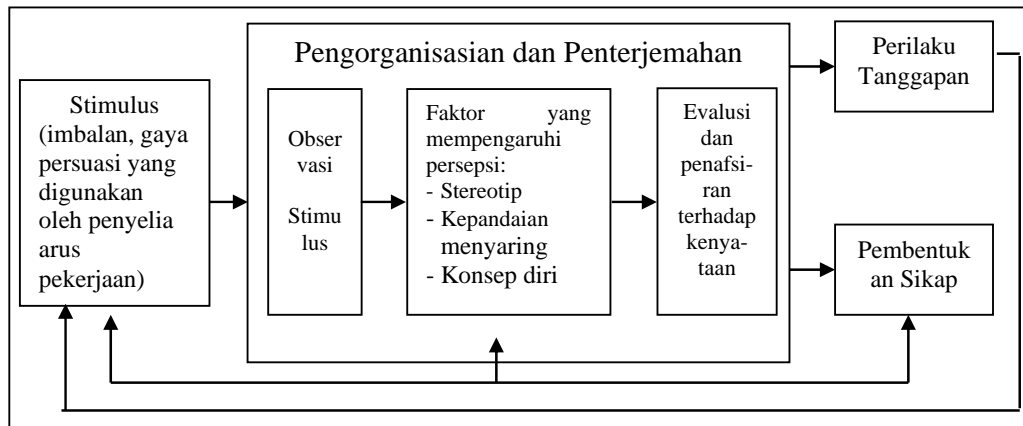 Pengorganisasian dan Penterjemahan
Stimulus
(imbalan, gaya
persuasi yang
digunakan
oleh penyelia
arus
pekerjaan)
Obser
vasi
Stimu
lus
Faktor yang
mempengaruhi
persepsi:
- Stereotip
- Kepandaian
menyaring
- Konsep diri
Evalusi
dan
penafsi-
ran
terhadap
kenya-
taan
Perilaku
Tanggapan
Pembentuk
an Sikap